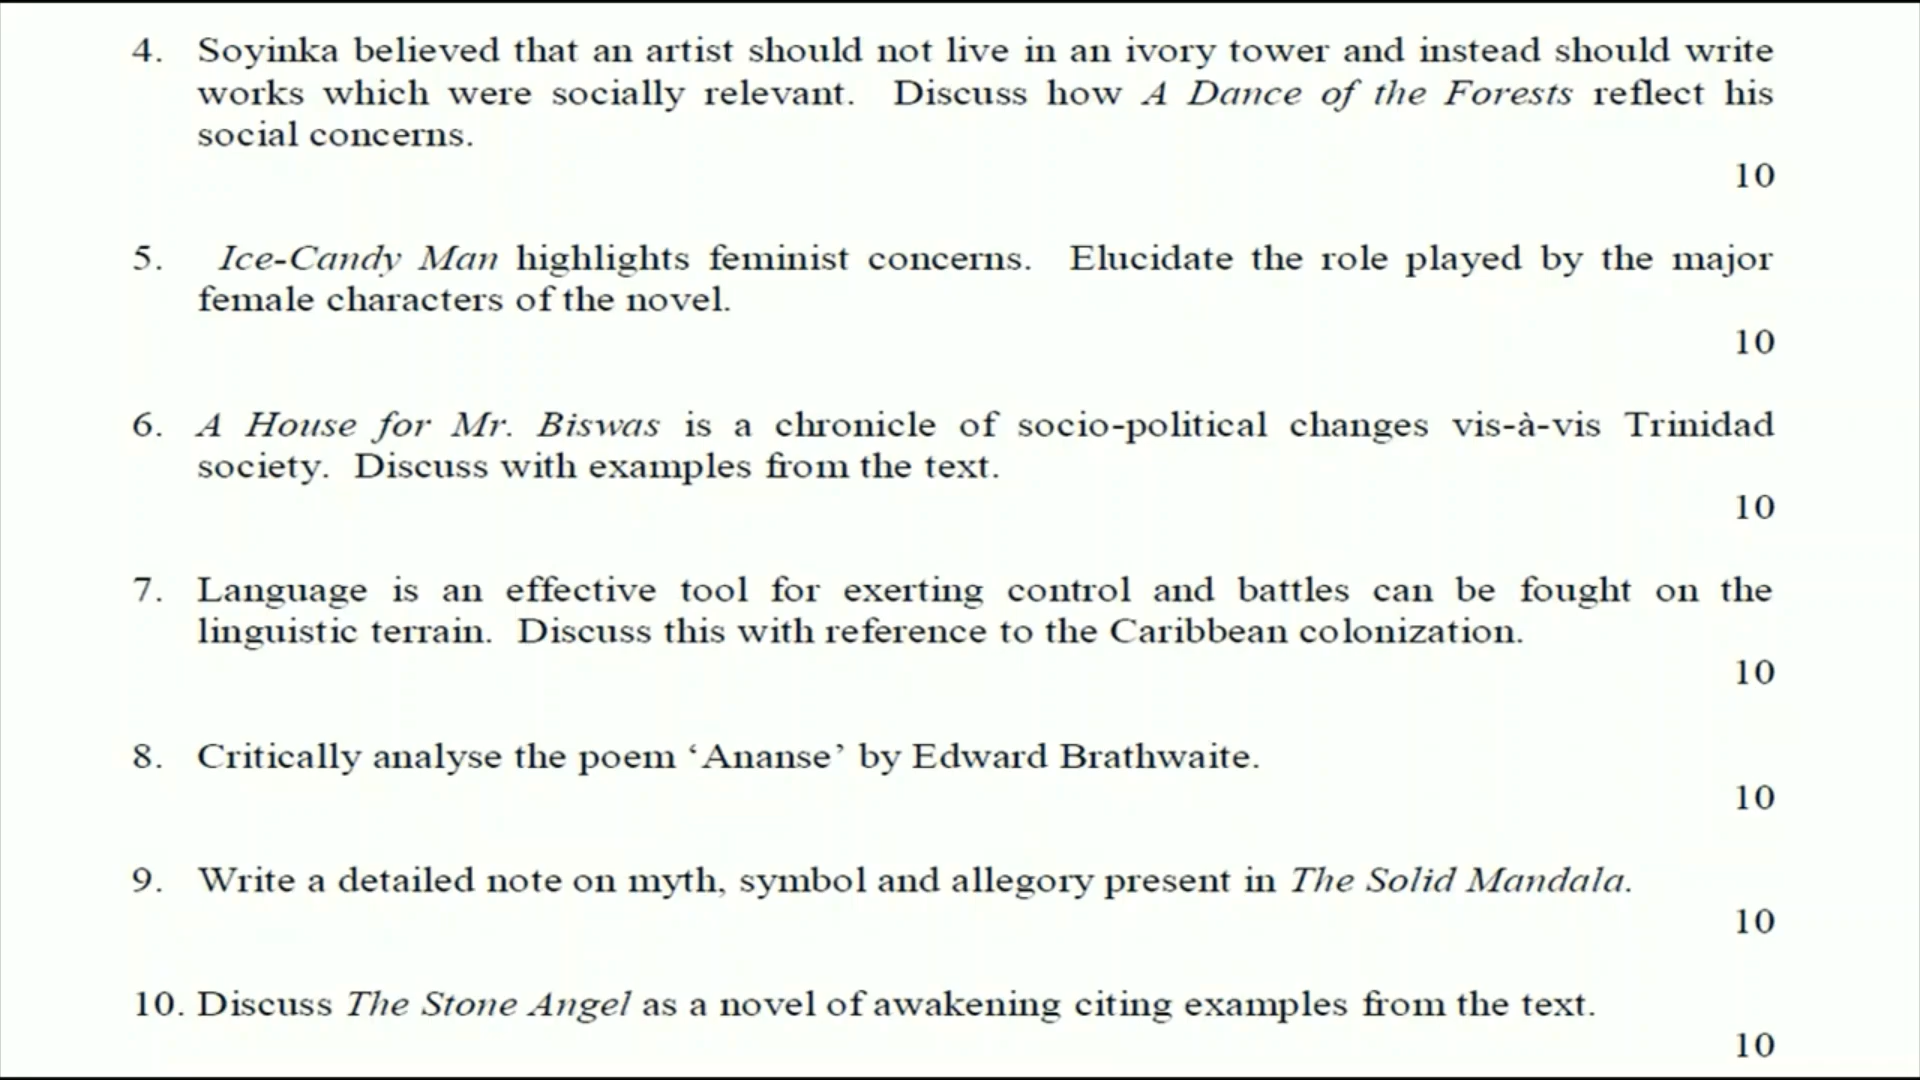 4. Soyinka believed that an artist should not live in an ivory tower and instead should write
works which were socially relevant. Discuss how A Dance of the Forests reflect his
social concerns.
10
5. Ice-Candy Man highlights feminist concerns. Elucidate the role played by the major
female characters of the novel.
10
6. A House for Mr. Biswas is a chronicle of socio-political changes vis-à-vis Trinidad
society. Discuss with examples from the text.
10
7. Language is an effective tool for exerting control and battles can be fought on the
linguistic terrain. Discuss this with reference to the Caribbean colonization.
10
8. Critically analyse the poem ‘Ananse’ by Edward Brathwaite.
10
9. Write a detailed note on myth, symbol and allegory present in The Solid Mandala.
10
10. Discuss The Stone Angel as a novel of awakening citing examples from the text.
10